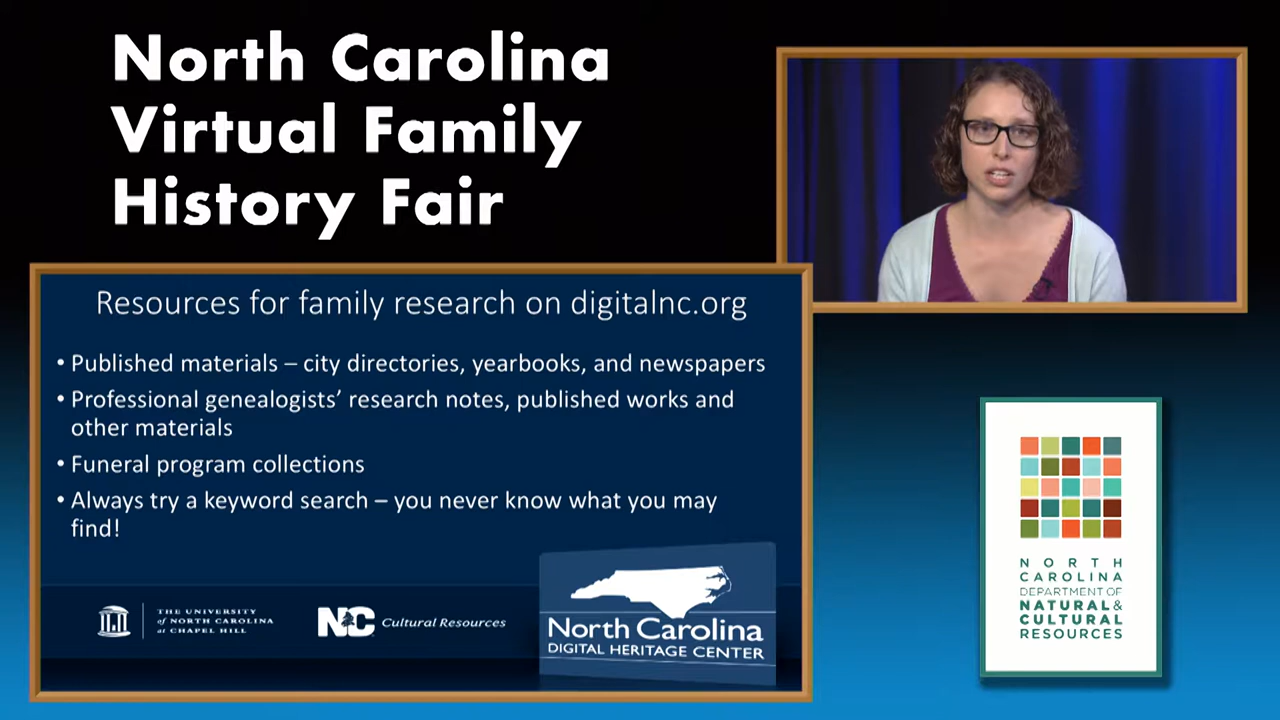 North Carolina
Virtual Family
History Fair
Resources for family research on digitalnc.org
• Published materials – city directories, yearbooks, and newspapers
• Professional genealogists' research notes, published works and
other materials
• Funeral program collections
• Always try a keyword search – you never know what you may
find!
THE UNIVERSITY
of NORTH CAROLINA
at CHAPEL HILL
NC Cultural Resources
North Carolina
DIGITAL HERITAGE CENTER
NORTH
CAROLINA
DEPARTMENT OF
NATURAL &
CULTURAL
RESOURCES